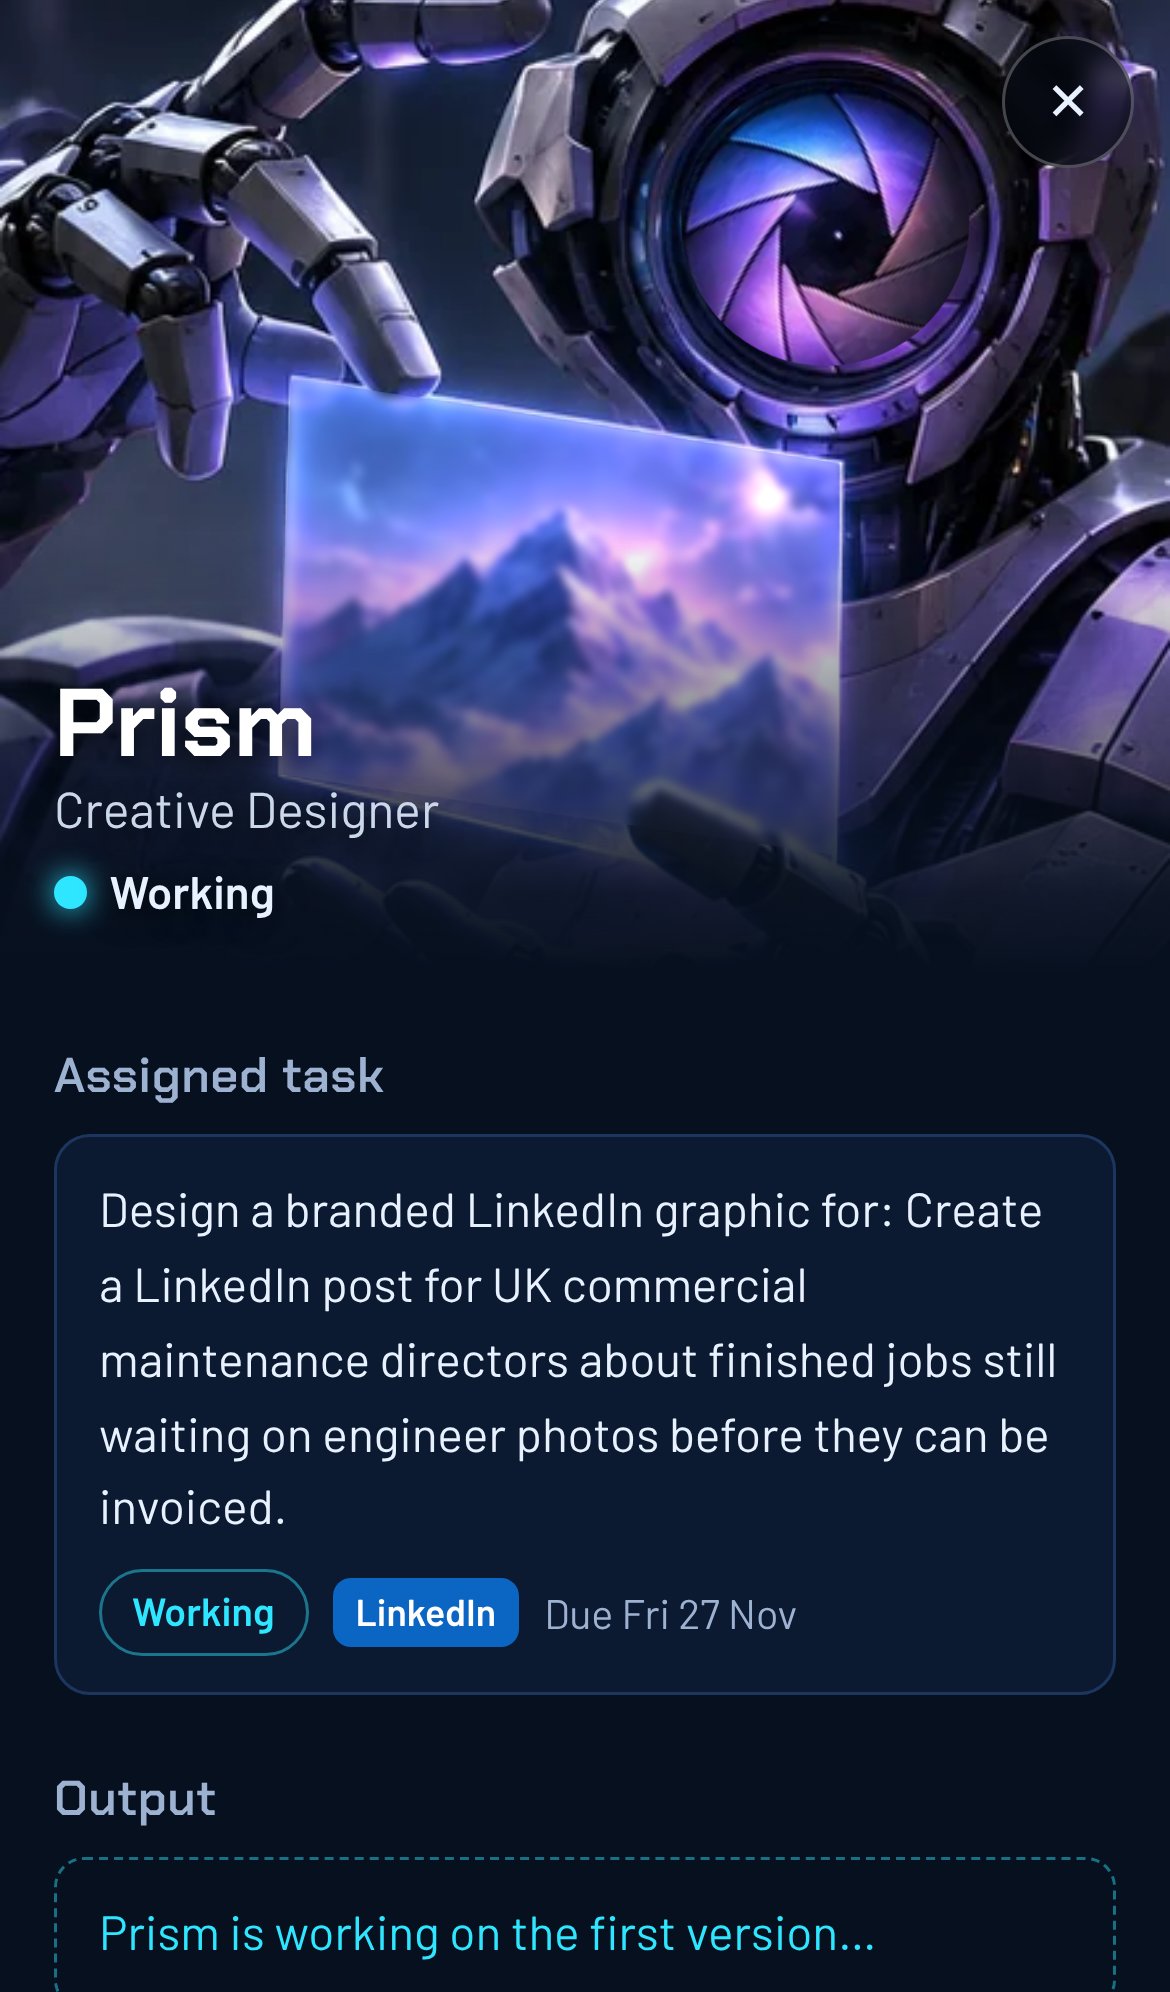 Prism
Creative Designer
Working
Assigned task
Design a branded LinkedIn graphic for: Create
a LinkedIn post for UK commercial
maintenance directors about finished jobs still
waiting on engineer photos before they can be
invoiced.
Working LinkedIn Due Fri 27 Nov
Output
Prism is working on the first version...